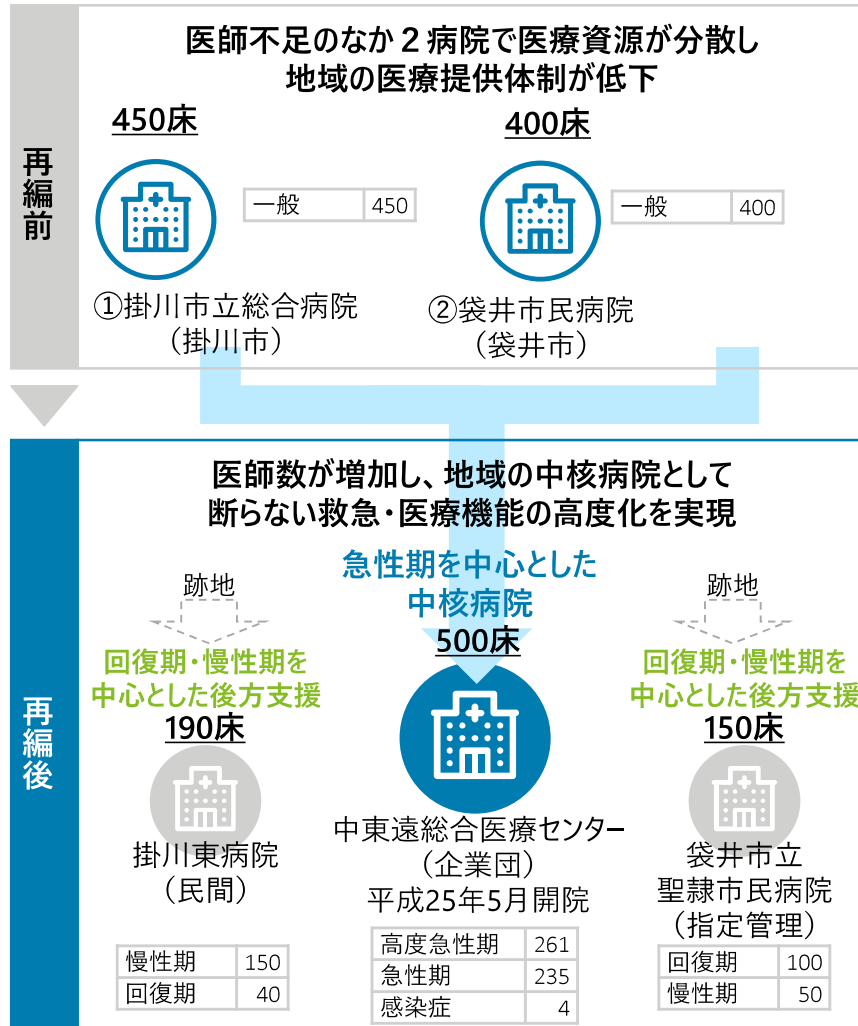 再編前
医師不足のなか２病院で医療資源が分散し
地域の医療提供体制が低下
450床
一般 450
①掛川市立総合病院
（掛川市）
400床
一般 400
②袋井市民病院
（袋井市）
再編後
医師数が増加し、地域の中核病院として
断らない救急・医療機能の高度化を実現
跡地
回復期・慢性期を
中心とした後方支援
190床
掛川東病院
（民間）
慢性期 150
回復期 40
急性期を中心とした
中核病院
500床
中東遠総合医療センター
（企業団）
平成25年5月開院
高度急性期 261
急性期 235
感染症 4
跡地
回復期・慢性期を
中心とした後方支援
150床
袋井市立
聖隷市民病院
（指定管理）
回復期 100
慢性期 50